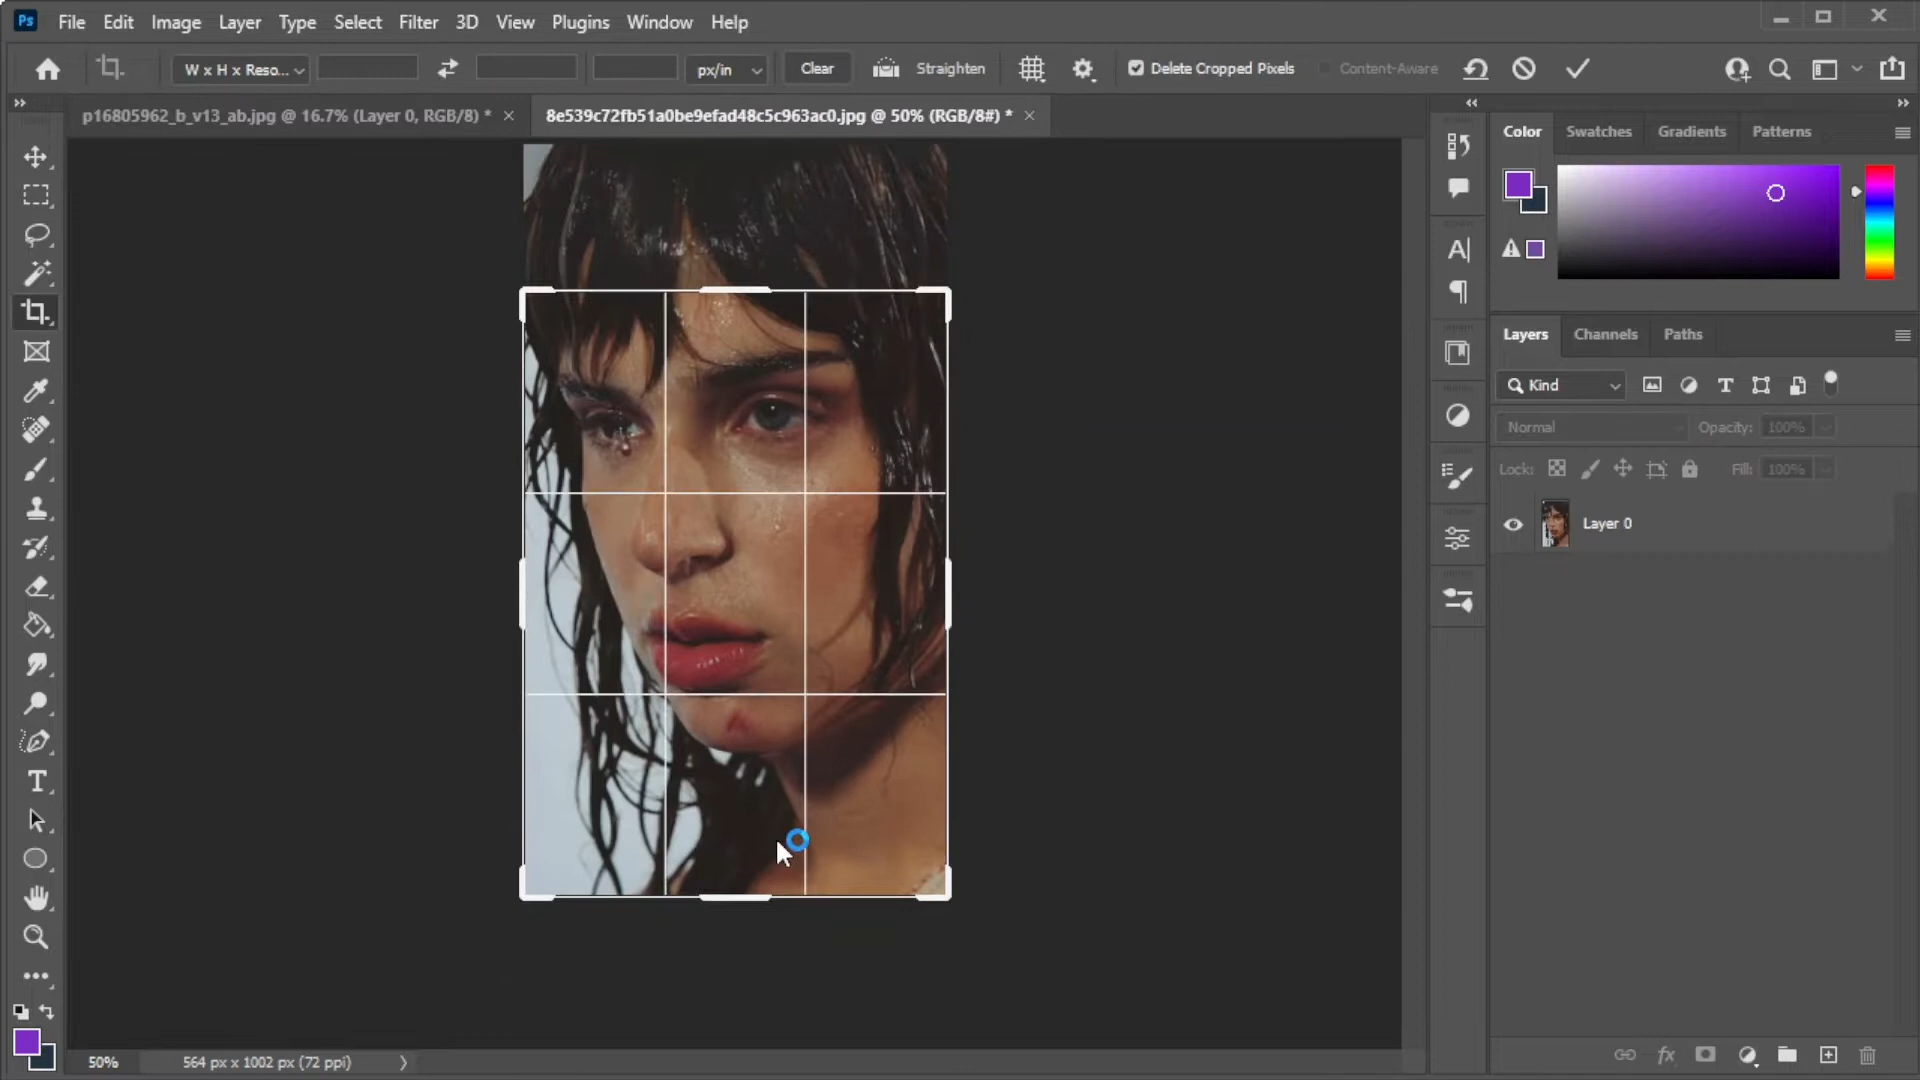 Ps File Edit Image Layer Type Select Filter 3D View Plugins Window Help
W x H x Reso... px/in Clear Straighten Delete Cropped Pixels Content-Aware
p16805962_b_v13_ab.jpg @ 16.7% (Layer 0, RGB/8) *
8e539c72fb51a0be9efad48c5c963ac0.jpg @ 50% (RGB/8#) *
Color Swatches Gradients Patterns
Layers Channels Paths
Kind
Normal Opacity: 100%
Lock: Fill: 100%
Layer 0
50% 564 px x 1002 px (72 ppi)